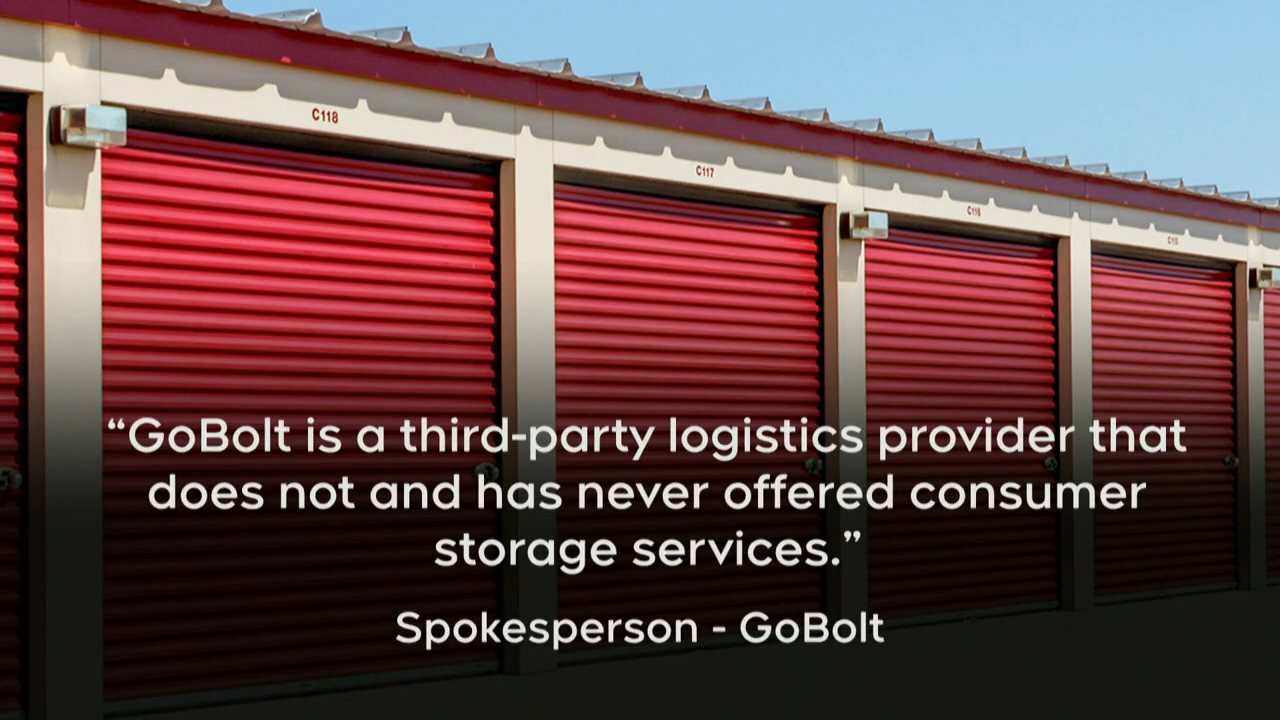 C118
C117
C116
C115
“GoBolt is a third-party logistics provider that
does not and has never offered consumer
storage services.”
Spokesperson - GoBolt